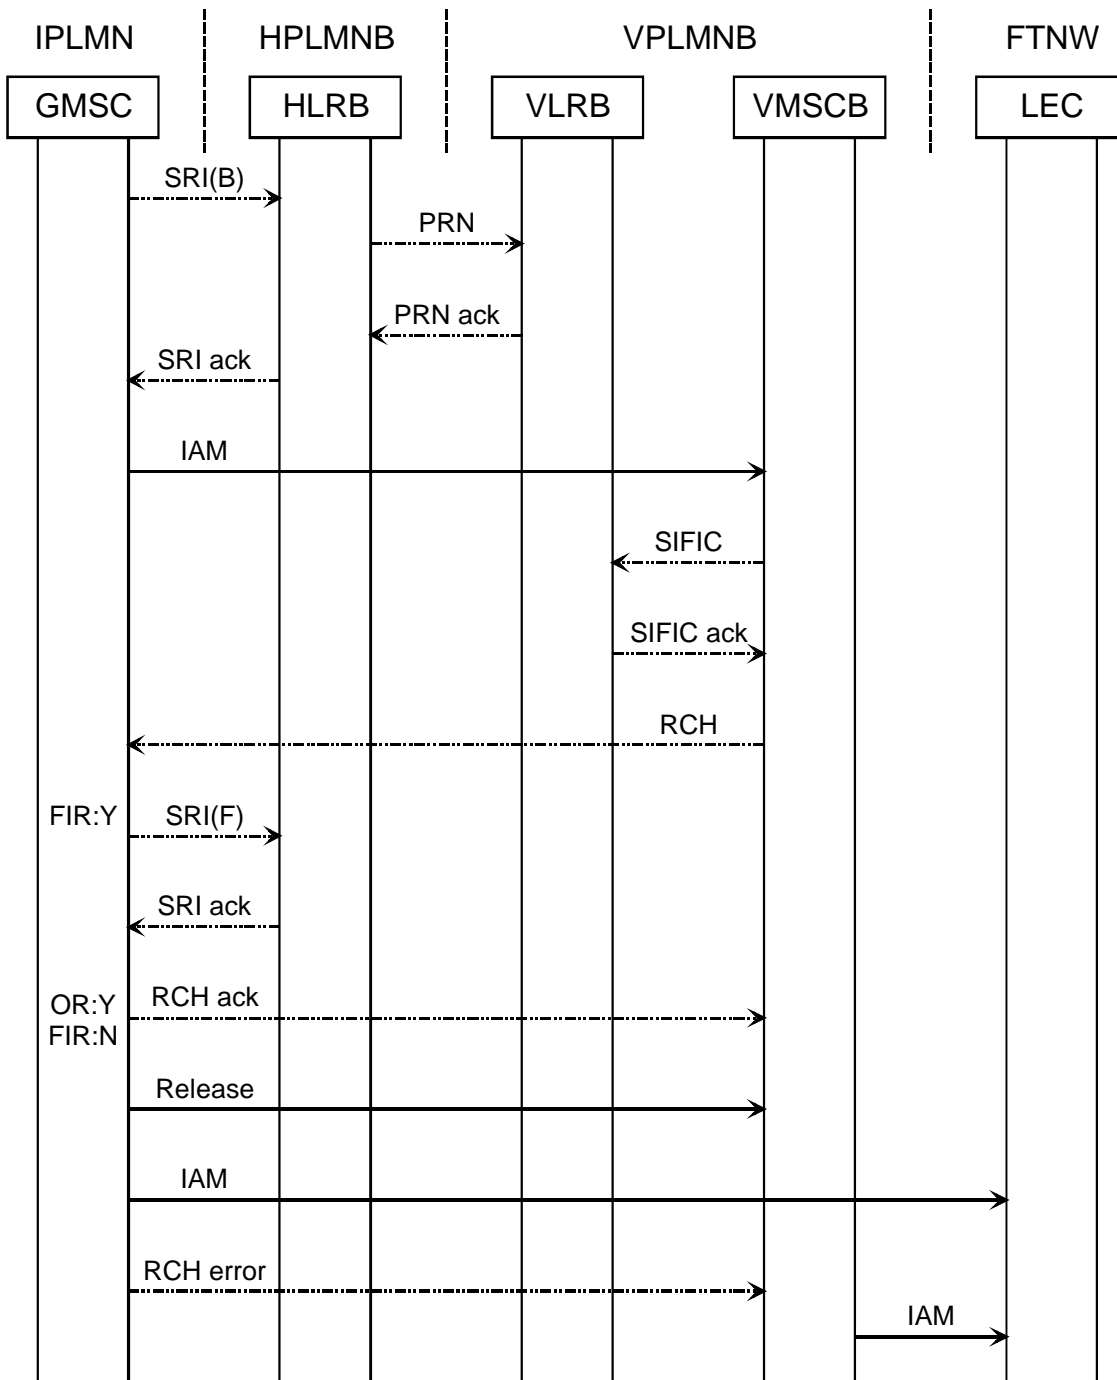 IPLMN HPLMNB VPLMNB FTNW
GMSC HLRB VLRB VMSCB LEC
SRI(B)
PRN
PRN ack
SRI ack
IAM
SIFIC
SIFIC ack
RCH
FIR:Y SRI(F)
SRI ack
OR:Y RCH ack
FIR:N
Release
IAM
RCH error
IAM